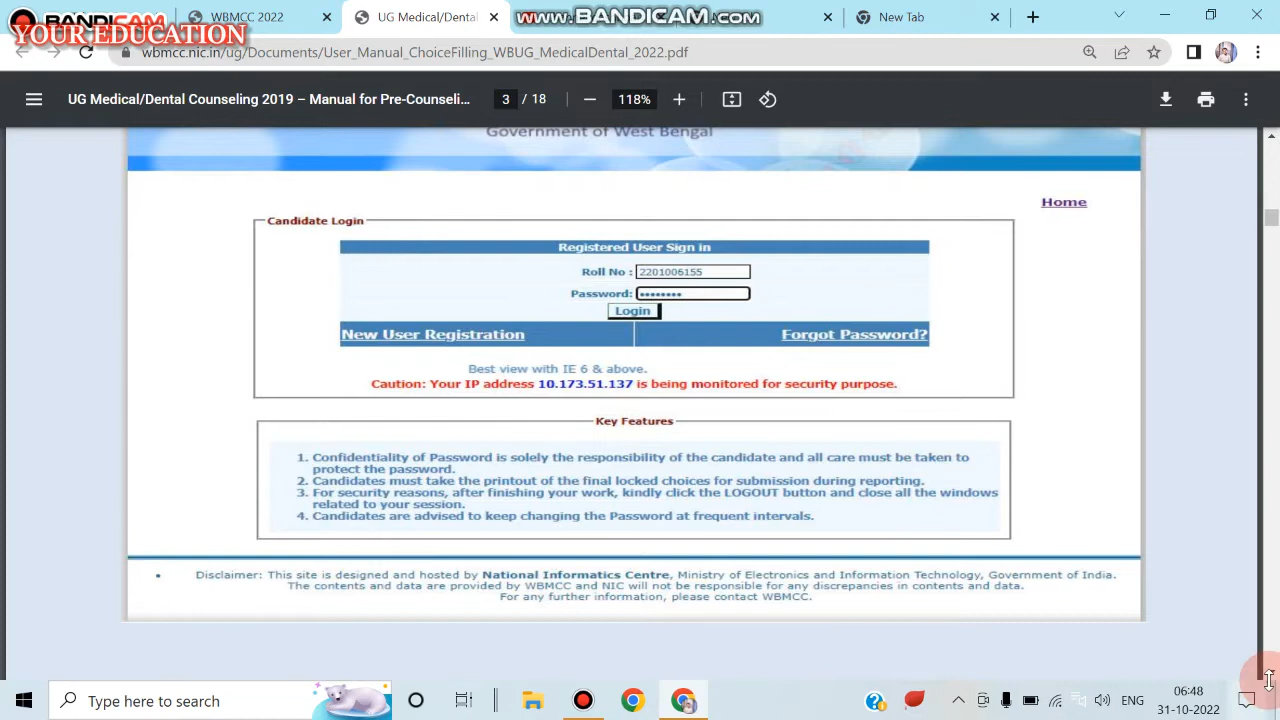 BANDICAM
WBMCC 2022
UG Medical/Dental
www.BANDICAM.com
New Tab
YOUR EDUCATION
wbmcc.nic.in/ug/Documents/User_Manual_ChoiceFilling_WBUG_MedicalDental_2022.pdf
UG Medical/Dental Counseling 2019 – Manual for Pre-Counseli...
3 / 18
118%
Government of West Bengal
Home
Candidate Login
Registered User Sign in
Roll No : 2201006155
Password: ••••••••
Login
New User Registration
Forgot Password?
Best view with IE 6 & above.
Caution: Your IP address 10.173.51.137 is being monitored for security purpose.
Key Features
1. Confidentiality of Password is solely the responsibility of the candidate and all care must be taken to
protect the password.
2. Candidates must take the printout of the final locked choices for submission during reporting.
3. For security reasons, after finishing your work, kindly click the LOGOUT button and close all the windows
related to your session.
4. Candidates are advised to keep changing the Password at frequent intervals.
• Disclaimer: This site is designed and hosted by National Informatics Centre, Ministry of Electronics and Information Technology, Government of India.
The contents and data are provided by WBMCC and NIC will not be responsible for any discrepancies in contents and data.
For any further information, please contact WBMCC.
Type here to search
ENG
06:48
31-10-2022